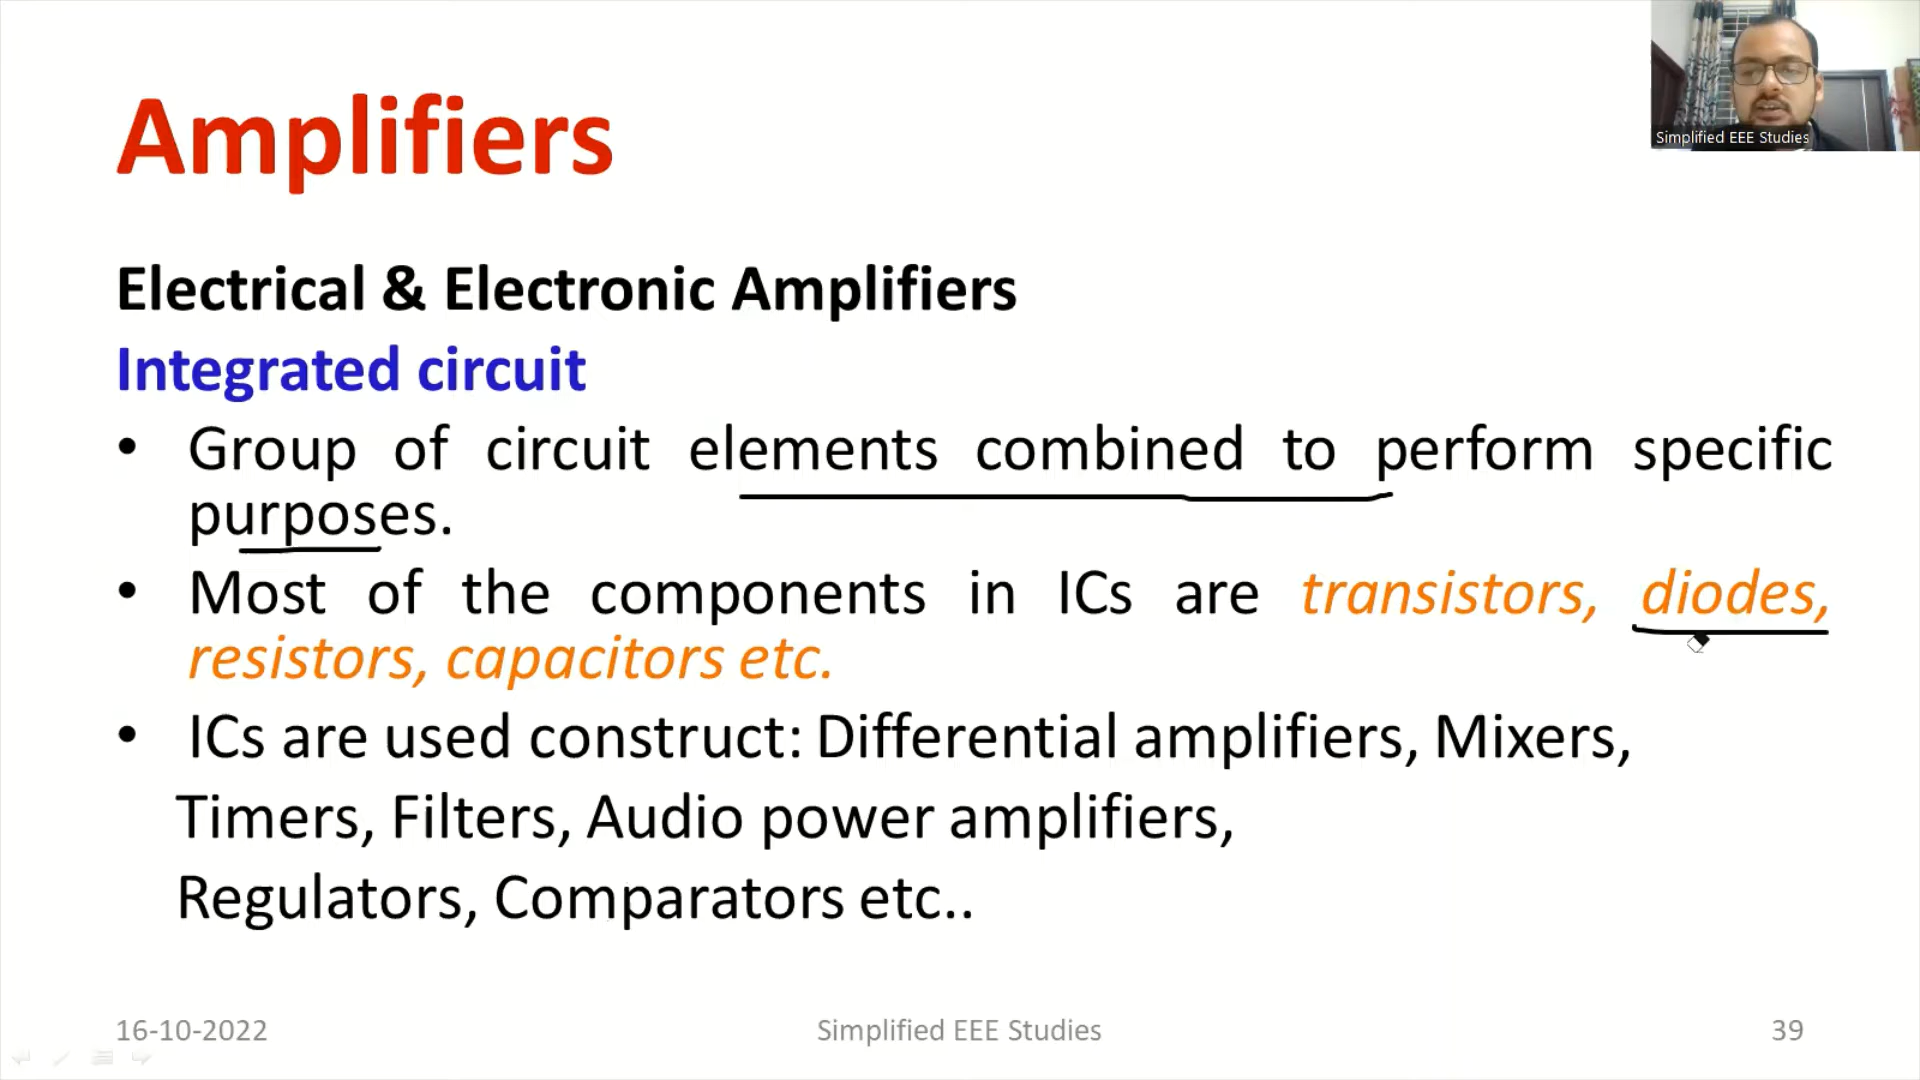 Amplifiers
Simplified EEE Studies
Electrical & Electronic Amplifiers
Integrated circuit
• Group of circuit elements combined to perform specific
purposes.
• Most of the components in ICs are transistors, diodes,
resistors, capacitors etc.
• ICs are used construct: Differential amplifiers, Mixers,
Timers, Filters, Audio power amplifiers,
Regulators, Comparators etc..
16-10-2022
Simplified EEE Studies
39